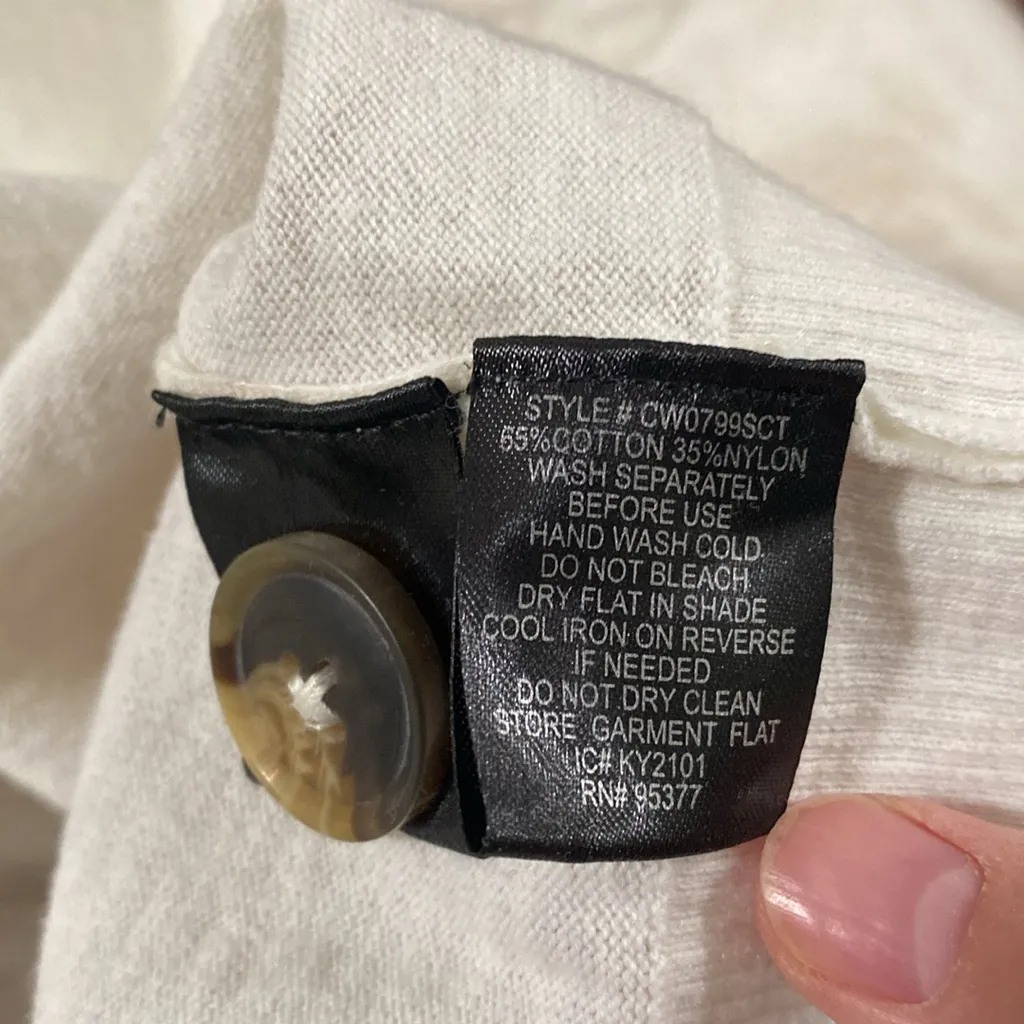 STYLE # CW0799SCT
65%COTTON 35%NYLON
WASH SEPARATELY
BEFORE USE
HAND WASH COLD
DO NOT BLEACH
DRY FLAT IN SHADE
COOL IRON ON REVERSE
IF NEEDED
DO NOT DRY CLEAN
STORE GARMENT FLAT
IC# KY2101
RN# 95377